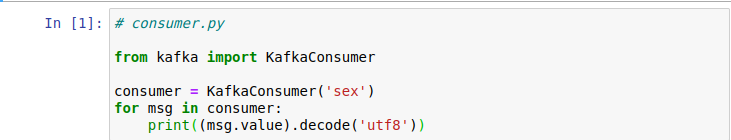 In [1]: # consumer.py
from kafka import KafkaConsumer
consumer = KafkaConsumer('sex')
for msg in consumer:
    print((msg.value).decode('utf8'))